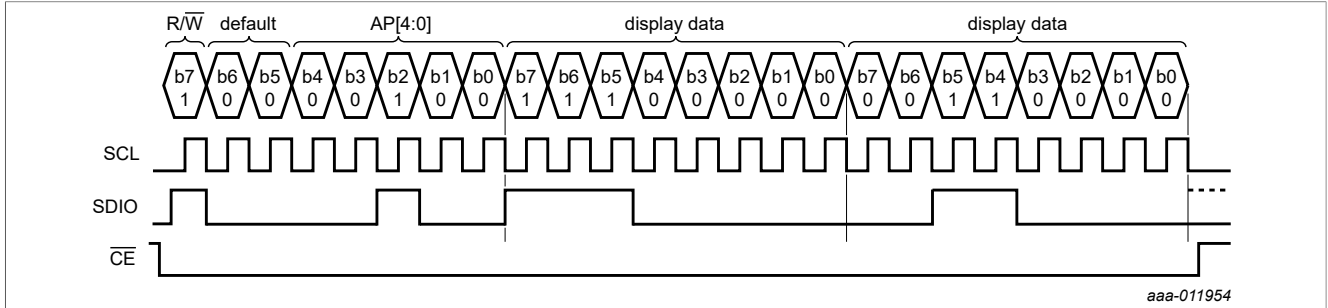 R/W̅ default AP[4:0] display data display data
b7 b6 b5 b4 b3 b2 b1 b0 b7 b6 b5 b4 b3 b2 b1 b0 b7 b6 b5 b4 b3 b2 b1 b0
1 0 0 0 0 1 0 0 1 1 1 0 0 0 0 0 0 0 1 1 0 0 0 0
SCL
SDIO
C̅E̅
aaa-011954